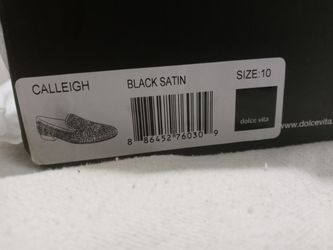 CALLEIGH BLACK SATIN SIZE:10
8 86452 76030 9
dolce vita
www.dolcevita.